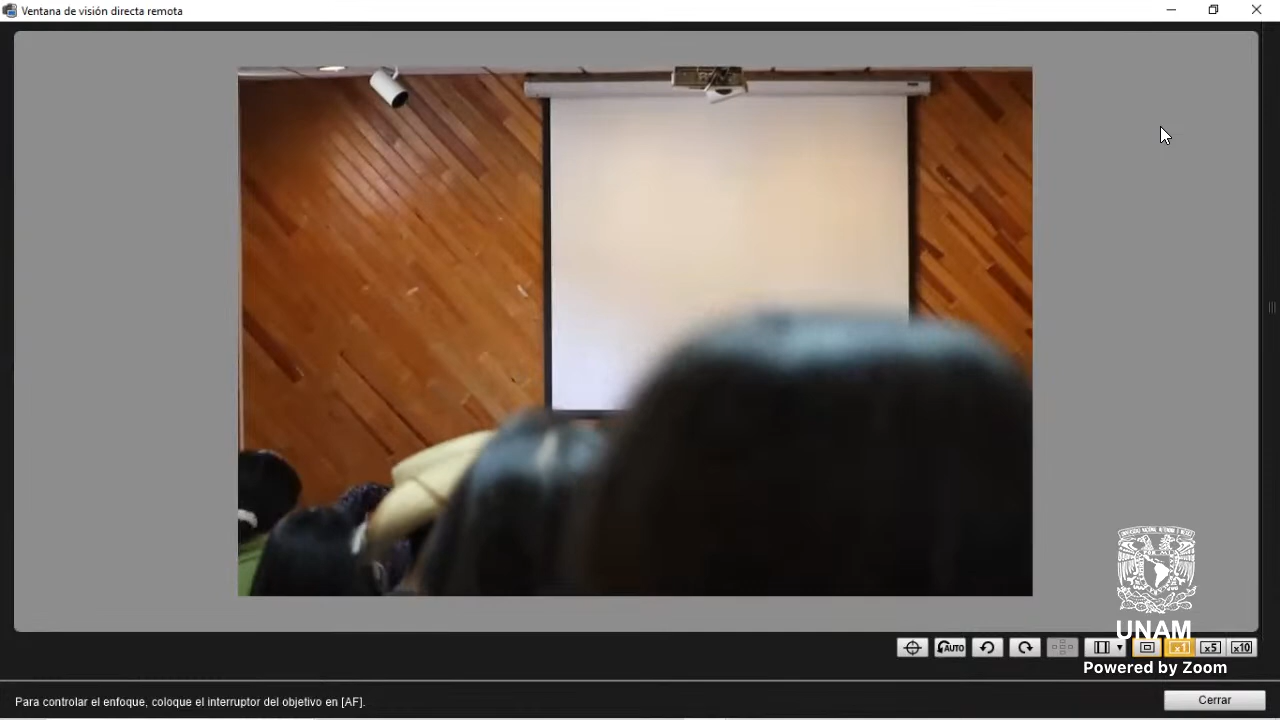 Ventana de visión directa remota
AUTO
x1
x5
x10
UNAM
Powered by Zoom
Para controlar el enfoque, coloque el interruptor del objetivo en [AF].
Cerrar